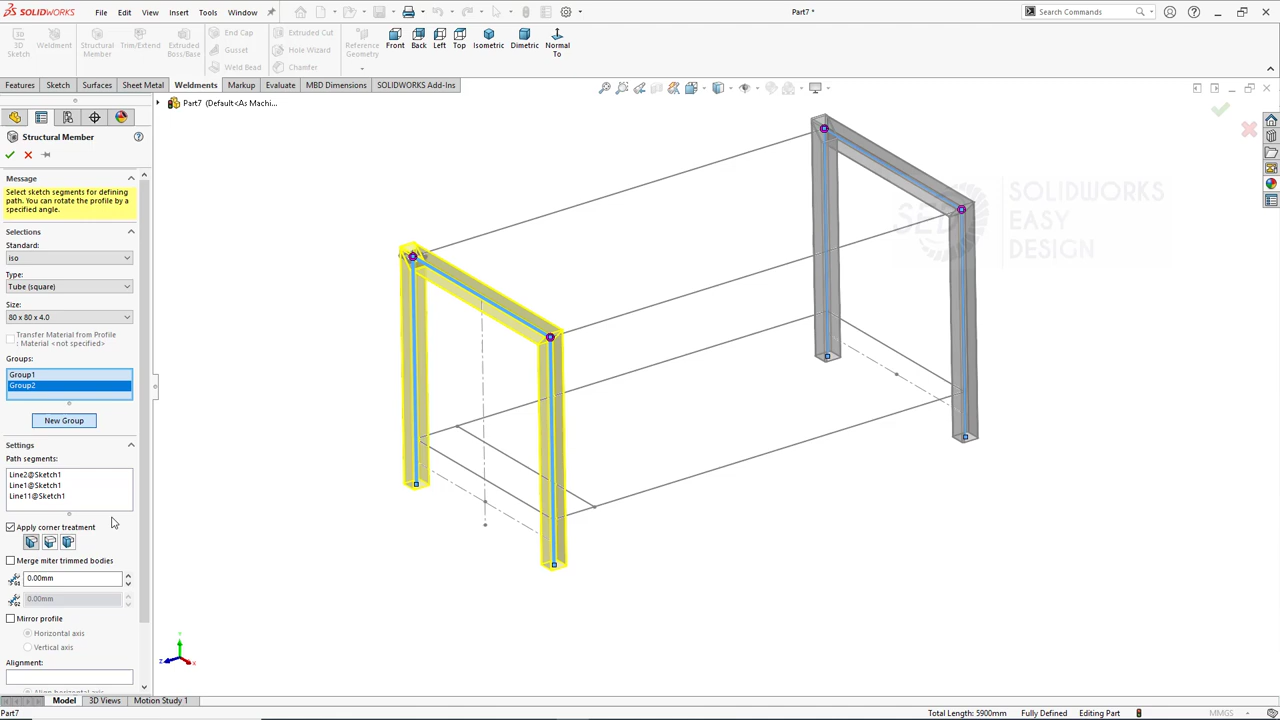 SOLIDWORKS
File
Edit
View
Insert
Tools
Window
Part7 *
Search Commands
3D Sketch
Weldment
Structural Member
Trim/Extend
Extruded Boss/Base
End Cap
Gusset
Weld Bead
Extruded Cut
Hole Wizard
Chamfer
Reference Geometry
Front
Back
Left
Top
Isometric
Dimetric
Normal To
Features
Sketch
Surfaces
Sheet Metal
Weldments
Markup
Evaluate
MBD Dimensions
SOLIDWORKS Add-Ins
Part7 (Default<As Machi...
Structural Member
Message
Select sketch segments for defining
path. You can rotate the profile by a
specified angle.
Selections
Standard:
iso
Type:
Tube (square)
Size:
80 x 80 x 4.0
Transfer Material from Profile
: Material <not specified>
Groups:
Group1
Group2
New Group
Settings
Path segments:
Line2@Sketch1
Line1@Sketch1
Line11@Sketch1
Apply corner treatment
Merge miter trimmed bodies
G1
0.00mm
G2
0.00mm
Mirror profile
Horizontal axis
Vertical axis
Alignment:
Align horizontal axis
SED
SOLIDWORKS
EASY
DESIGN
Y
Z
X
Model
3D Views
Motion Study 1
Part7
Total Length: 5900mm
Fully Defined
Editing Part
MMGS